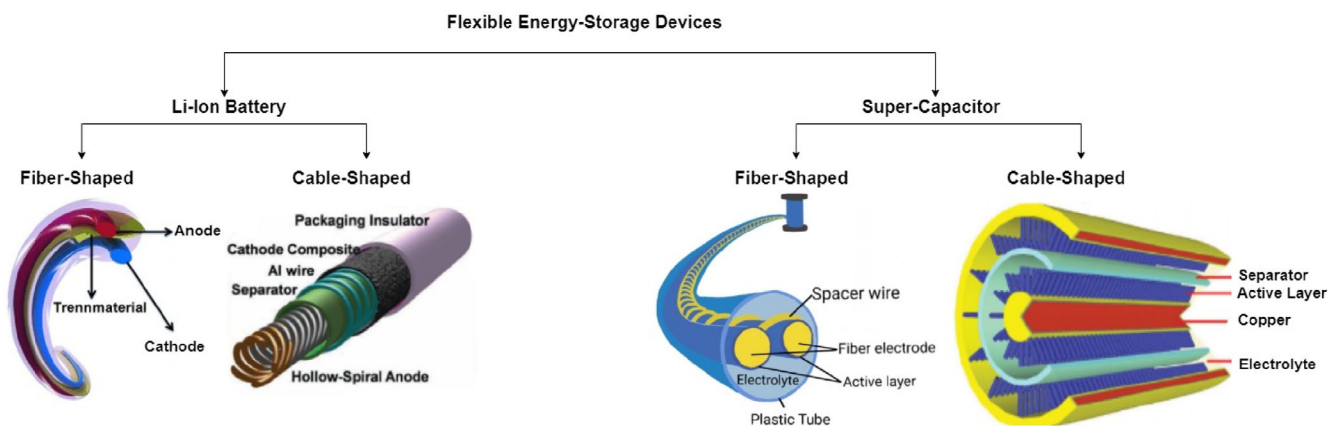 Flexible Energy-Storage Devices
Li-Ion Battery
Super-Capacitor
Fiber-Shaped
Cable-Shaped
Fiber-Shaped
Cable-Shaped
Anode
Trennmaterial
Cathode
Packaging Insulator
Cathode Composite
Al wire
Separator
Hollow-Spiral Anode
Spacer wire
Fiber electrode
Electrolyte
Active layer
Plastic Tube
Separator
Active Layer
Copper
Electrolyte